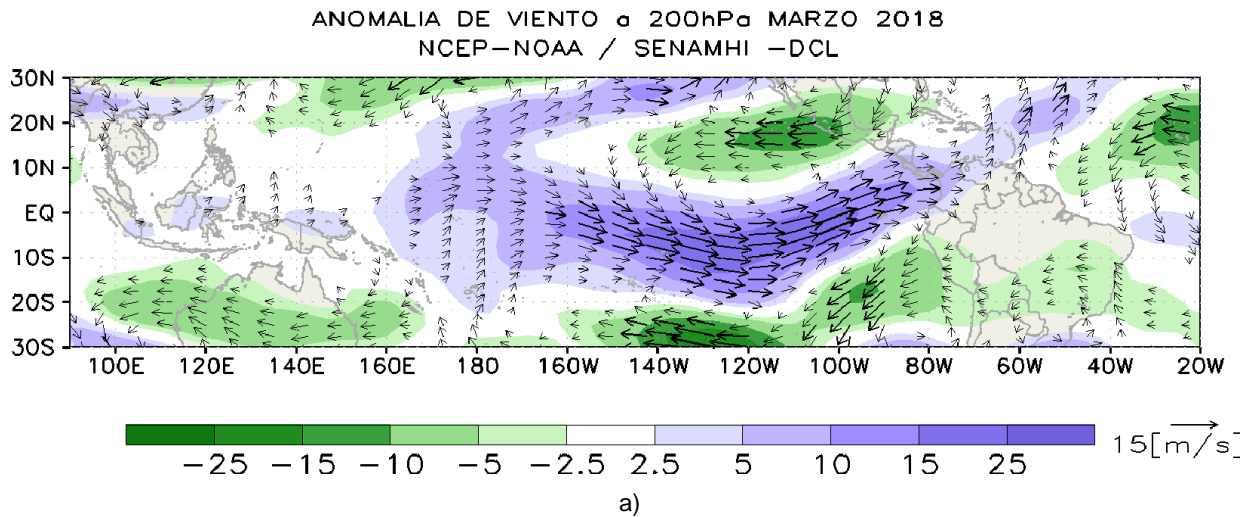 ANOMALIA DE VIENTO a 200hPa MARZO 2018
NCEP-NOAA / SENAMHI -DCL
30N
20N
10N
EQ
10S
20S
30S
100E 120E 140E 160E 180 160W 140W 120W 100W 80W 60W 40W 20W
-25 -15 -10 -5 -2.5 2.5 5 10 15 25
15[m/s]
a)